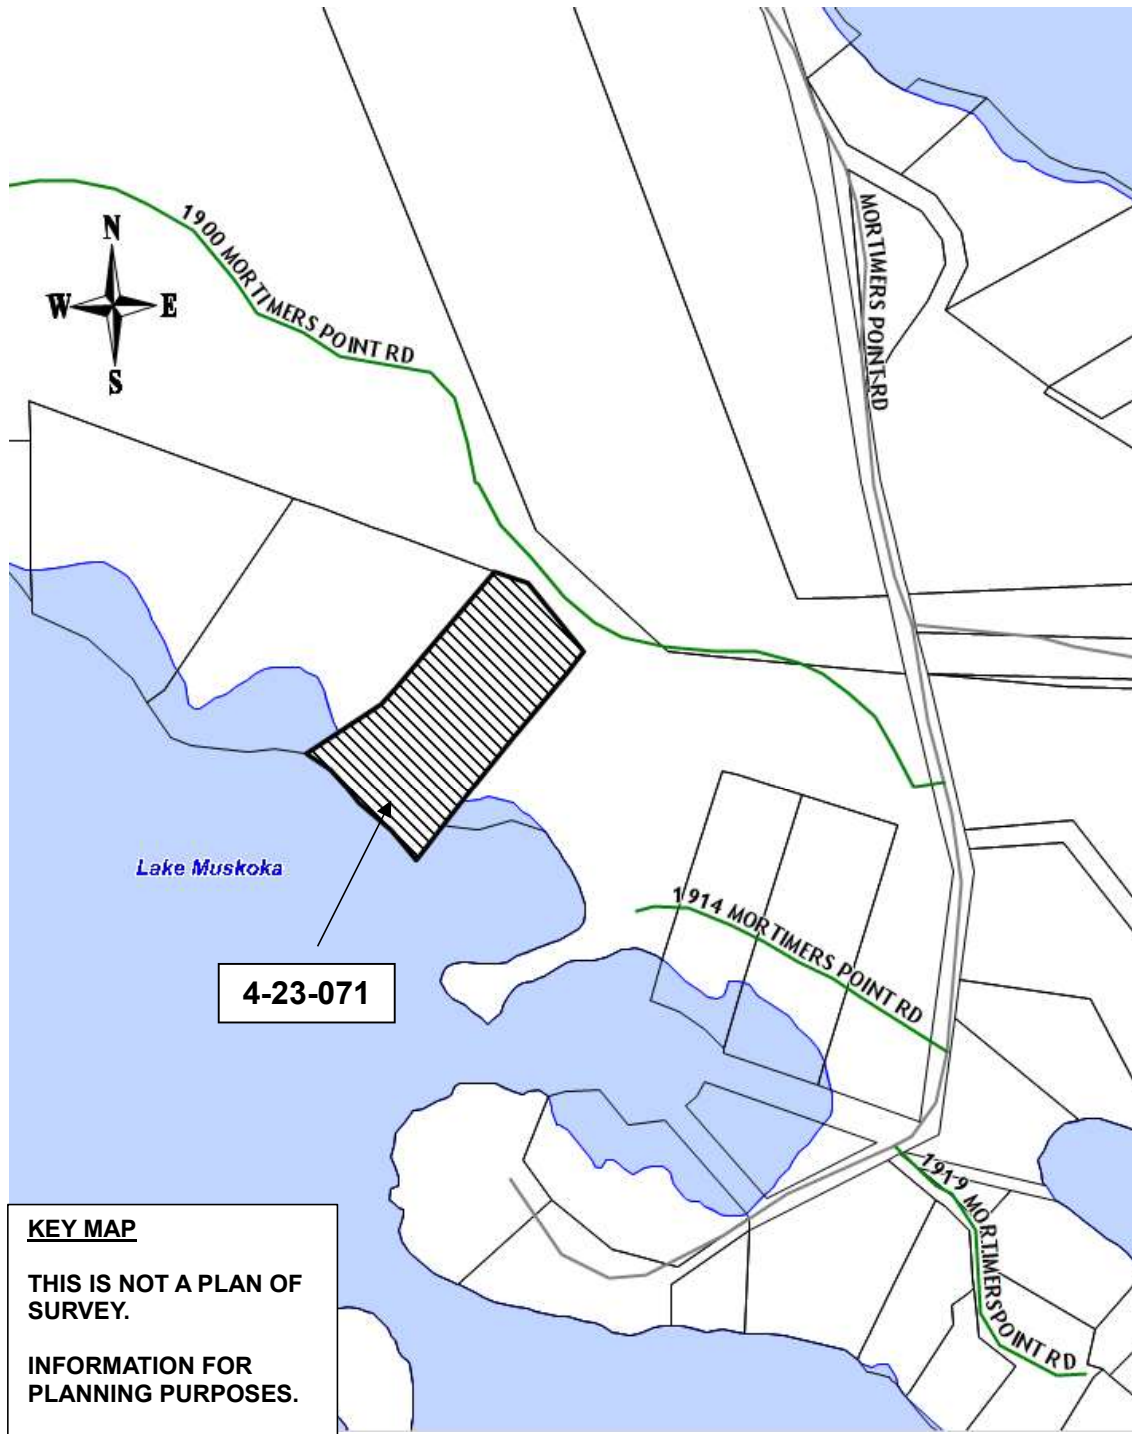 N
W
E
S
1900 MORTIMERS POINT RD
MORTIMERS POINT RD
Lake Muskoka
4-23-071
1914 MORTIMERS POINT RD
1919 MORTIMERS POINT RD
KEY MAP
THIS IS NOT A PLAN OF
SURVEY.
INFORMATION FOR
PLANNING PURPOSES.